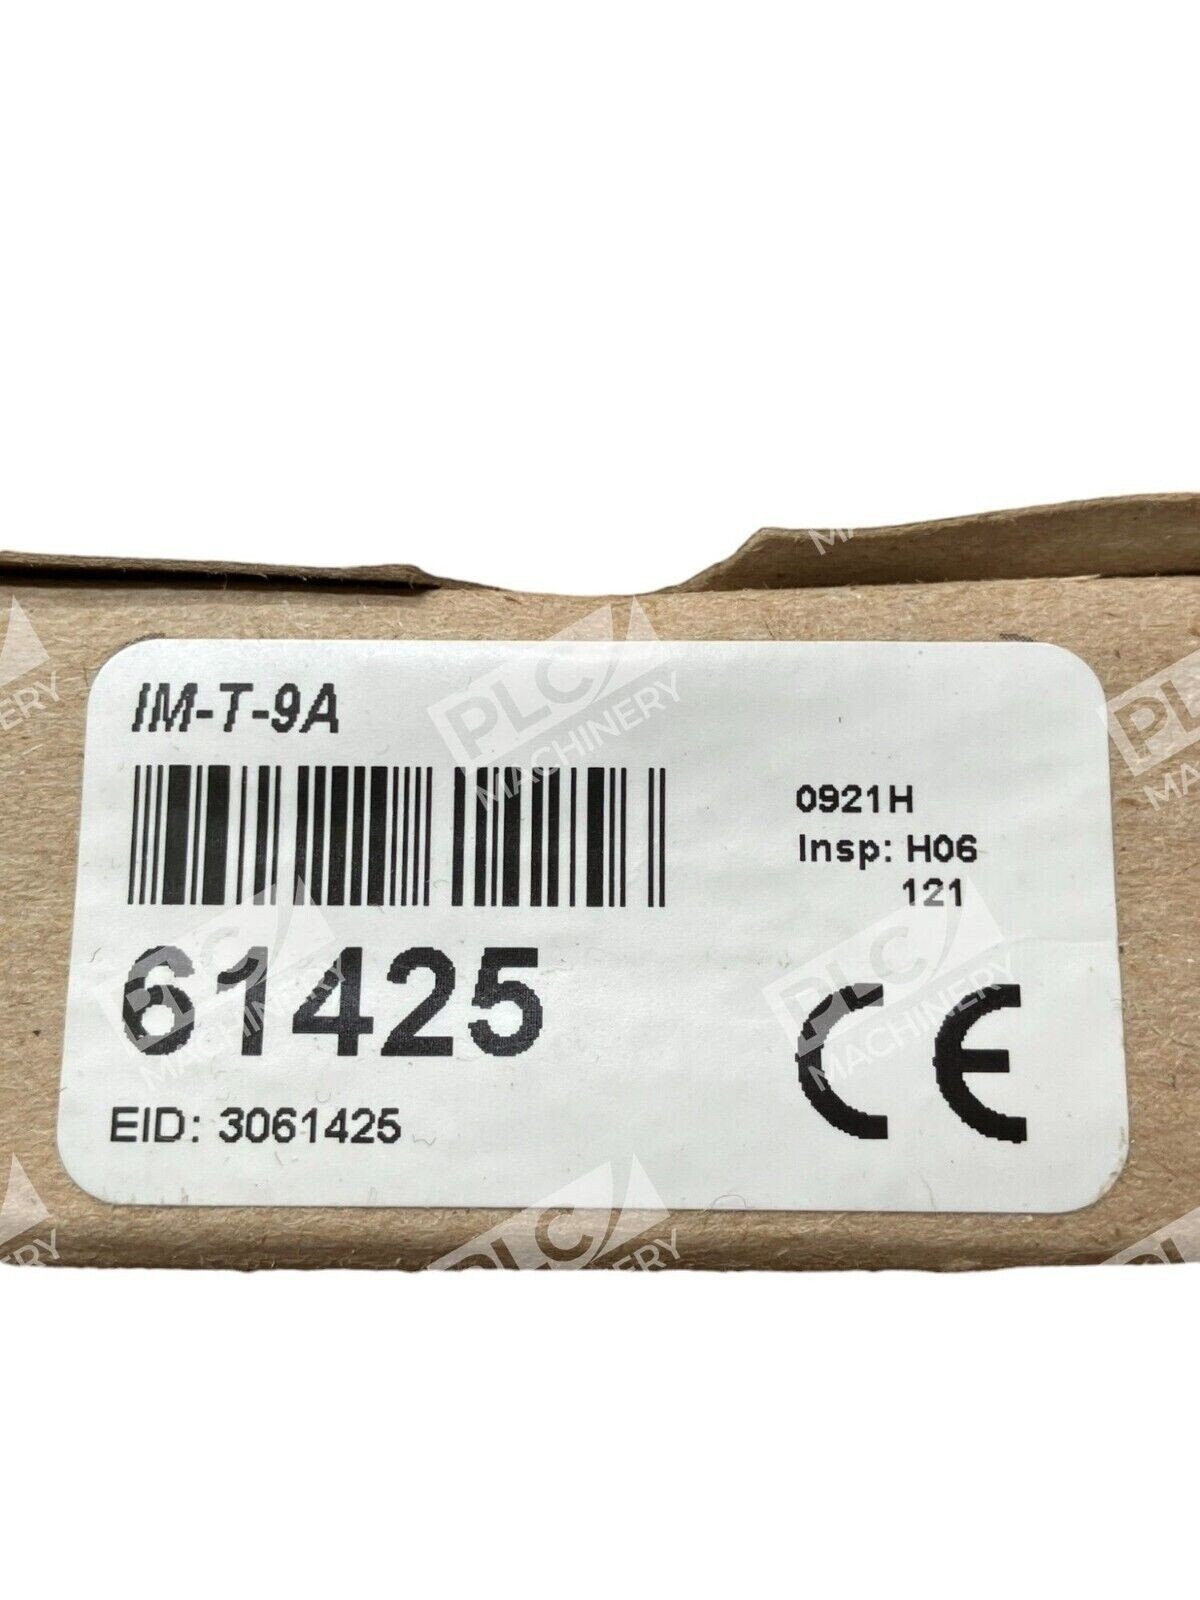 IM-T-9A
0921H
Insp: H06
121
61425
EID: 3061425
CE
PLC
MACHINERY